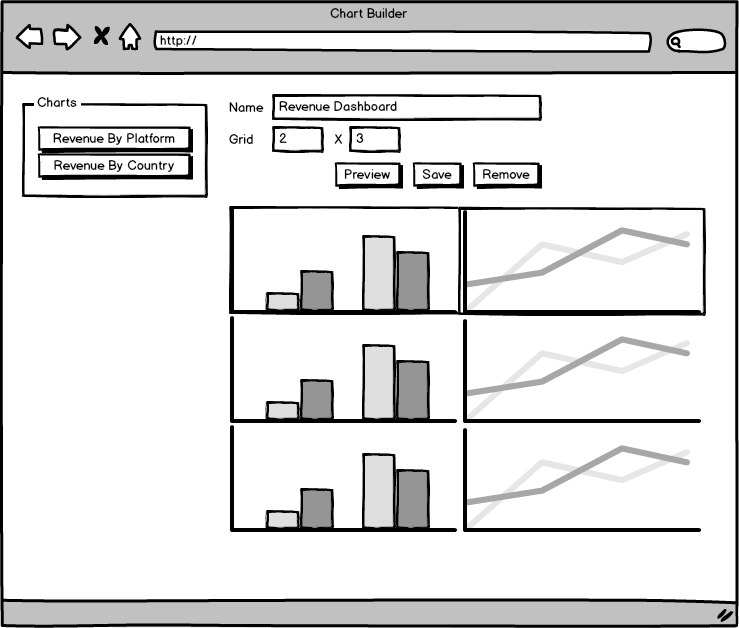 Chart Builder
http://
Charts
Revenue By Platform
Revenue By Country
Name Revenue Dashboard
Grid 2 X 3
Preview Save Remove